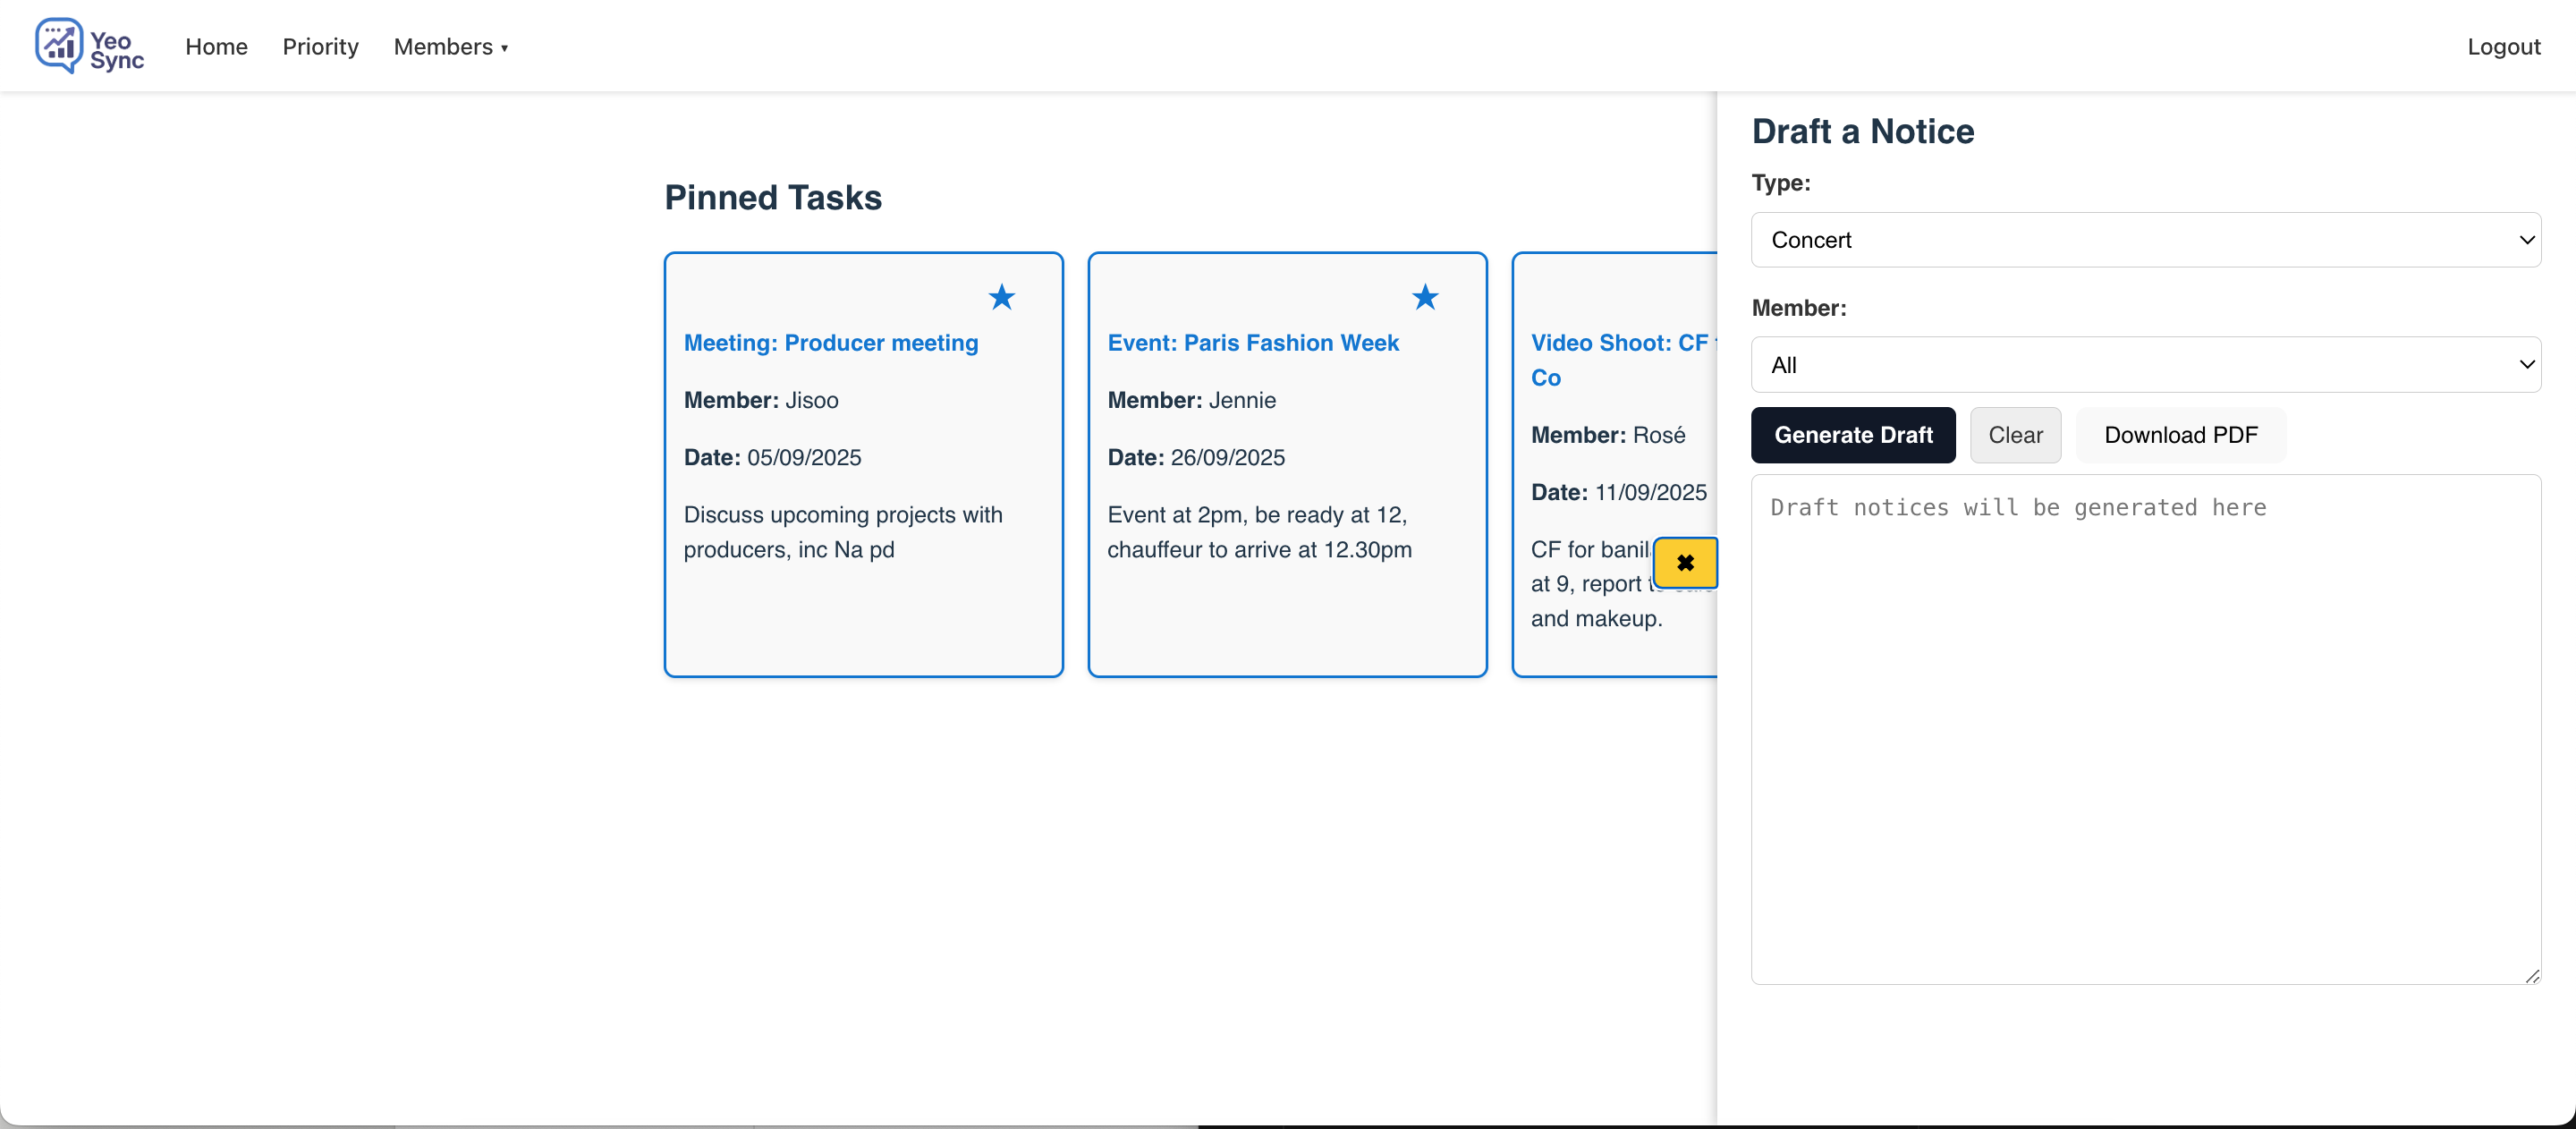 Yeo
Sync
Home
Priority
Members ▾
Logout
Pinned Tasks
Meeting: Producer meeting
Member: Jisoo
Date: 05/09/2025
Discuss upcoming projects with
producers, inc Na pd
Event: Paris Fashion Week
Member: Jennie
Date: 26/09/2025
Event at 2pm, be ready at 12,
chauffeur to arrive at 12.30pm
Video Shoot: CF
Co
Member: Rosé
Date: 11/09/2025
CF for
at 9, report
and makeup.
Draft a Notice
Type:
Concert
Member:
All
Generate Draft
Clear
Download PDF
Draft notices will be generated here